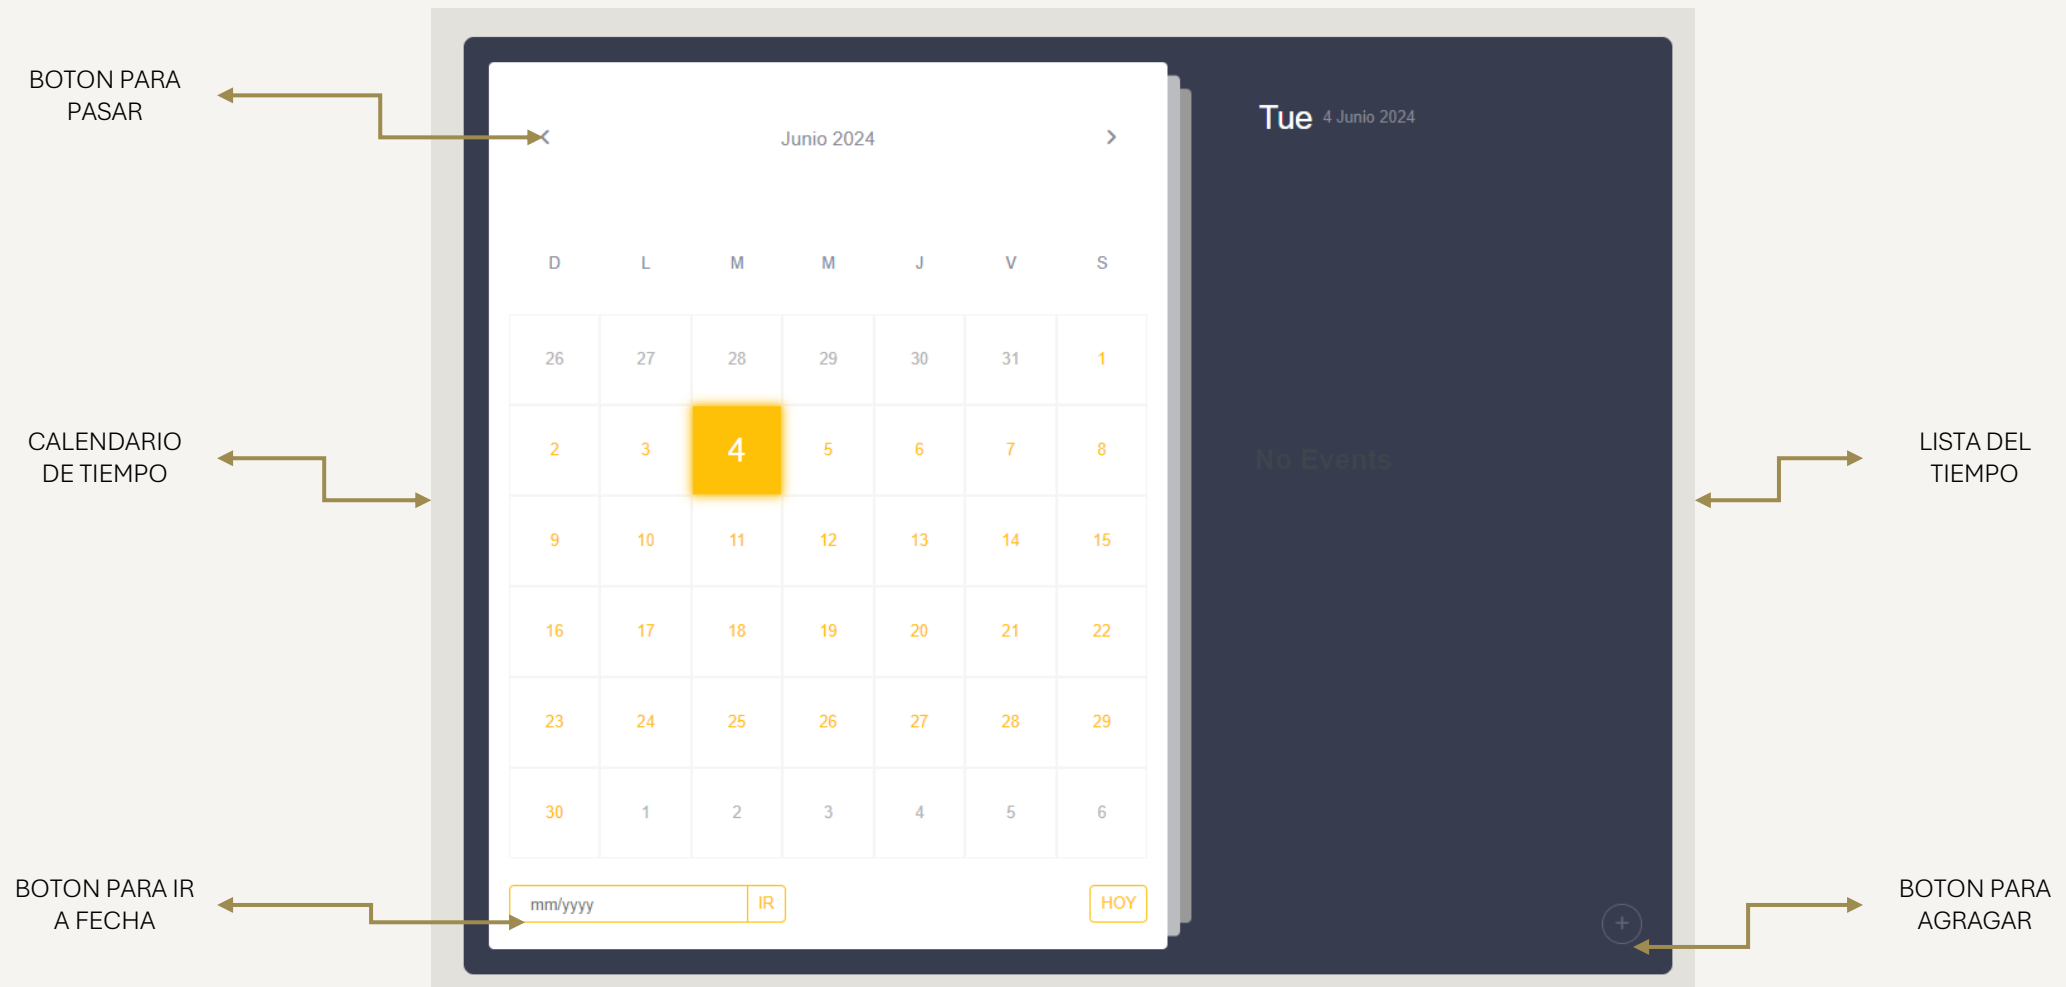 BOTON PARA
PASAR
Junio 2024
Tue 4 Junio 2024
D L M M J V S
26 27 28 29 30 31 1
2 3 4 5 6 7 8
9 10 11 12 13 14 15
16 17 18 19 20 21 22
23 24 25 26 27 28 29
30 1 2 3 4 5 6
CALENDARIO
DE TIEMPO
No Events
LISTA DEL
TIEMPO
BOTON PARA IR
A FECHA
mm/yyyy IR
HOY
+
BOTON PARA
AGRAGAR